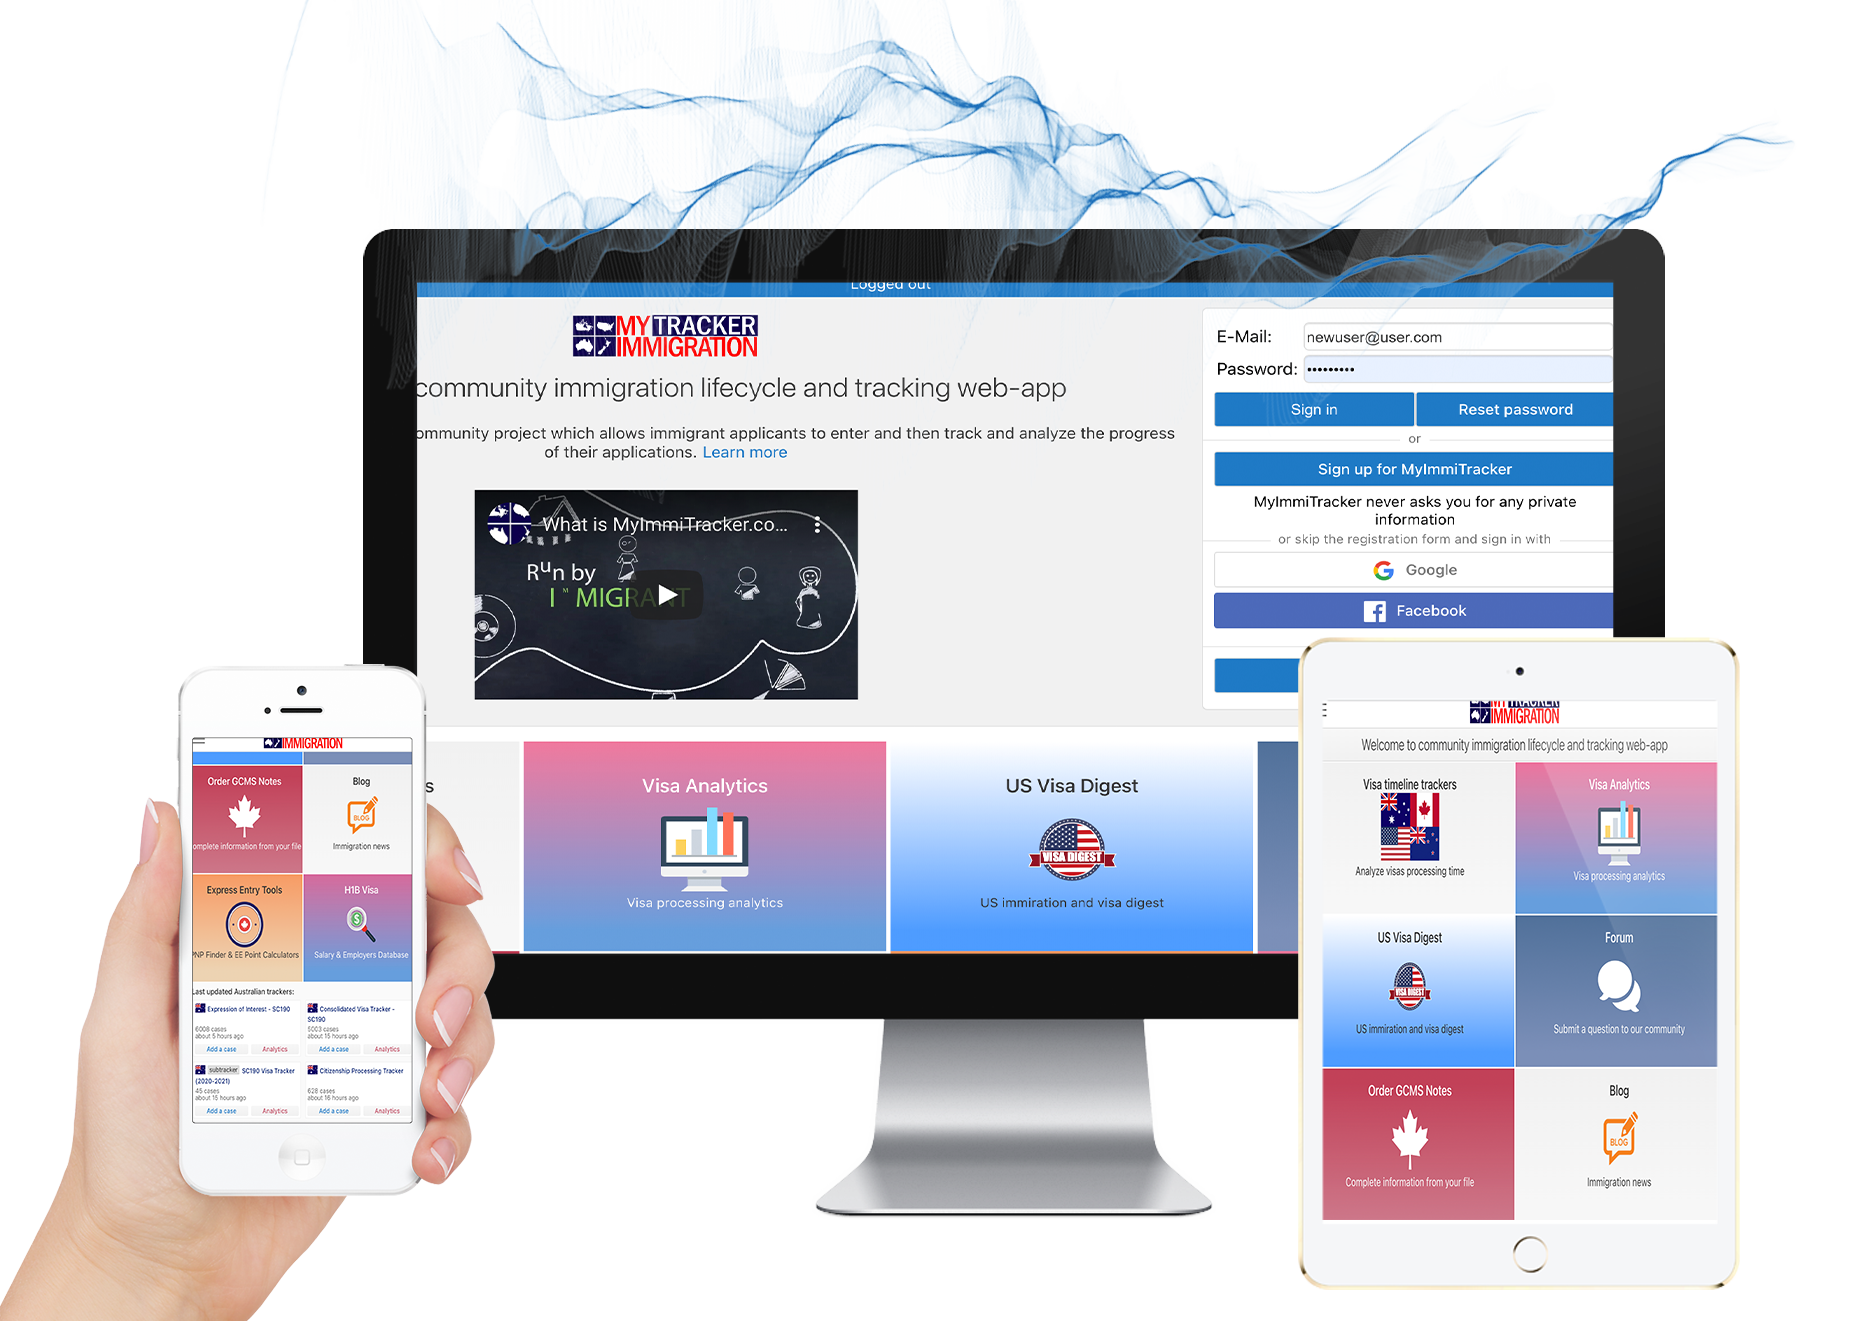 Logged out
MY TRACKER
IMMIGRATION
community immigration lifecycle and tracking web-app
ommunity project which allows immigrant applicants to enter and then track and analyze the progress
of their applications. Learn more
What is MyImmiTracker.co...
Run by
I ᴹ MIGRANT
E-Mail: newuser@user.com
Password: •••••••••
Sign in Reset password
or
Sign up for MyImmiTracker
MyImmiTracker never asks you for any private
information
or skip the registration form and sign in with
Google
Facebook
s
Visa Analytics
Visa processing analytics
US Visa Digest
VISA DIGEST
US immiration and visa digest
IMMIGRATION
Order GCMS Notes
omplete information from your file
Blog
BLOG
Immigration news
Express Entry Tools
PNP Finder & EE Point Calculators
H1B Visa
$
Salary & Employers Database
Last updated Australian trackers:
Expression of Interest - SC190
6008 cases
about 5 hours ago
Add a case Analytics
Consolidated Visa Tracker -
SC190
5003 cases
about 15 hours ago
Add a case Analytics
subtracker SC190 Visa Tracker
(2020-2021)
45 cases
about 15 hours ago
Add a case Analytics
Citizenship Processing Tracker
628 cases
about 16 hours ago
Add a case Analytics
MY TRACKER
IMMIGRATION
Welcome to community immigration lifecycle and tracking web-app
Visa timeline trackers
Analyze visas processing time
Visa Analytics
Visa processing analytics
US Visa Digest
VISA DIGEST
US immiration and visa digest
Forum
Submit a question to our community
Order GCMS Notes
Complete information from your file
Blog
BLOG
Immigration news